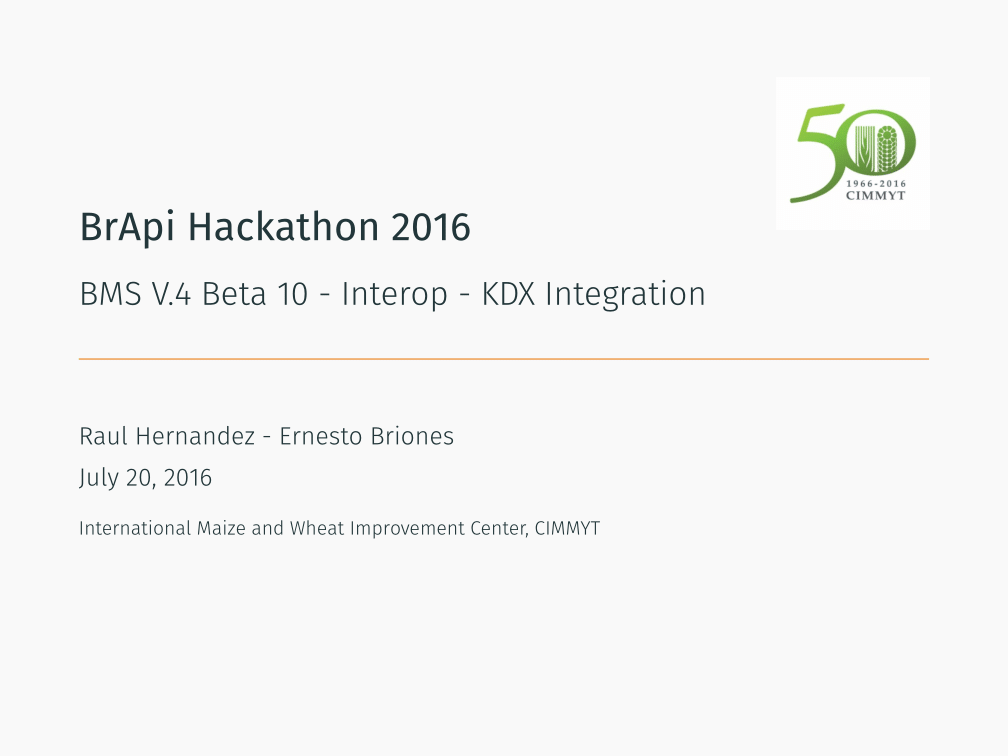 50
1966-2016
CIMMYT
BrApi Hackathon 2016
BMS V.4 Beta 10 - Interop - KDX Integration
Raul Hernandez - Ernesto Briones
July 20, 2016
International Maize and Wheat Improvement Center, CIMMYT